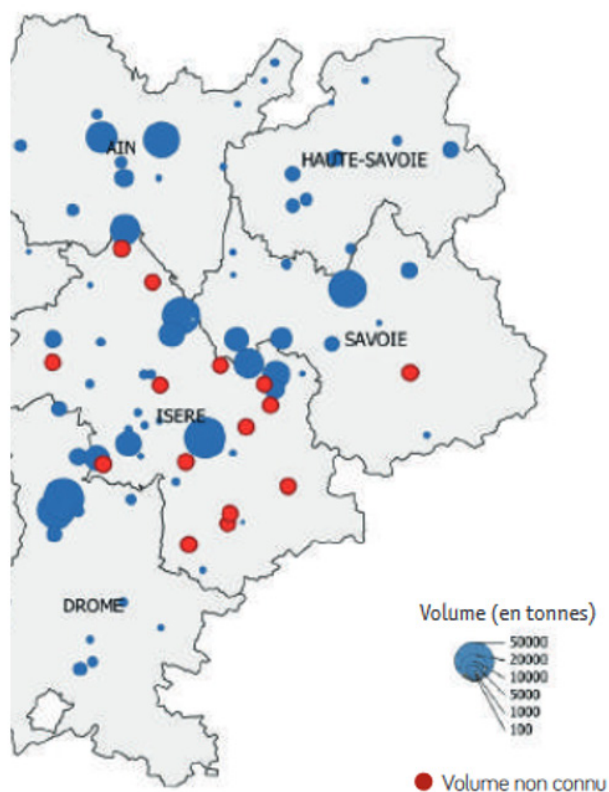 AIN
HAUTE-SAVOIE
SAVOIE
ISERE
DROME
Volume (en tonnes)
50000
20000
10000
5000
1000
100
Volume non connu